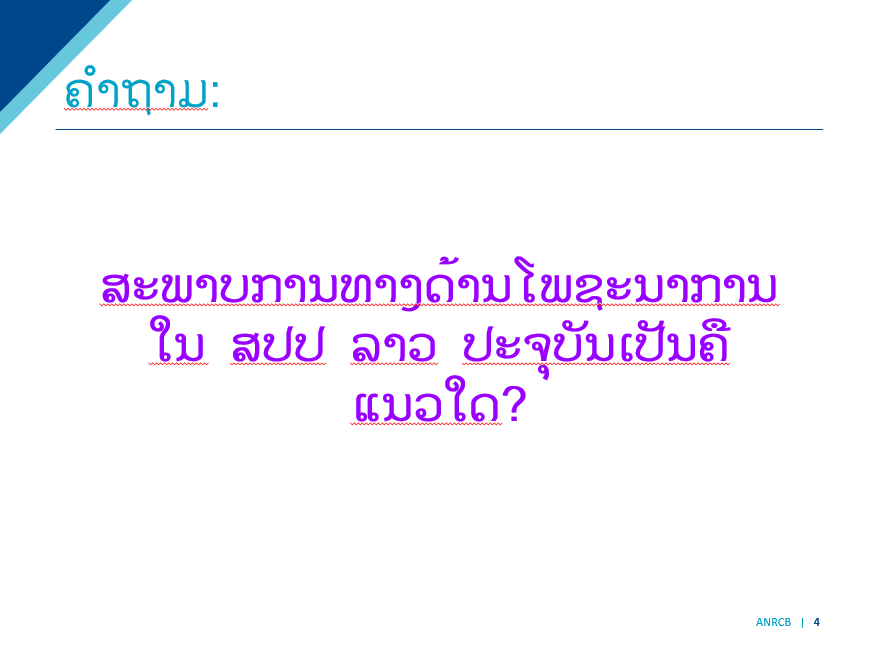 ຄຳຖາມ:
ສະພາບການທາງດ້ານໂພຊະນາການ
ໃນ ສປປ ລາວ ປະຈຸບັນເປັນຄື
ແນວໃດ?
ANRCB | 4